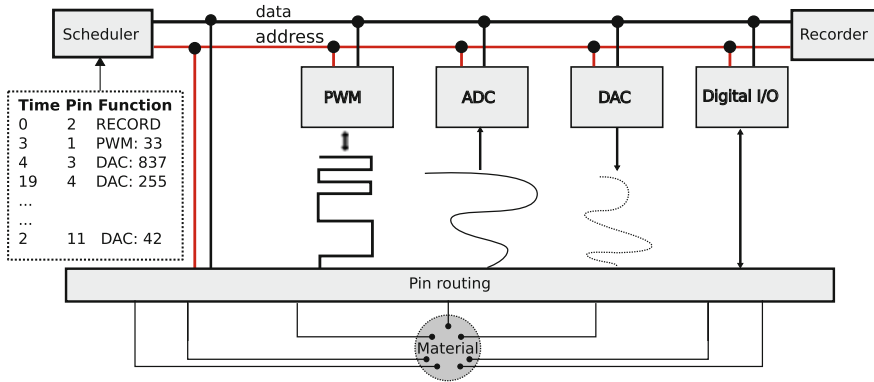 data
Scheduler
address
Recorder
PWM
ADC
DAC
Digital I/O
Time Pin Function
0 2 RECORD
3 1 PWM: 33
4 3 DAC: 837
19 4 DAC: 255
...
...
2 11 DAC: 42
Pin routing
Material